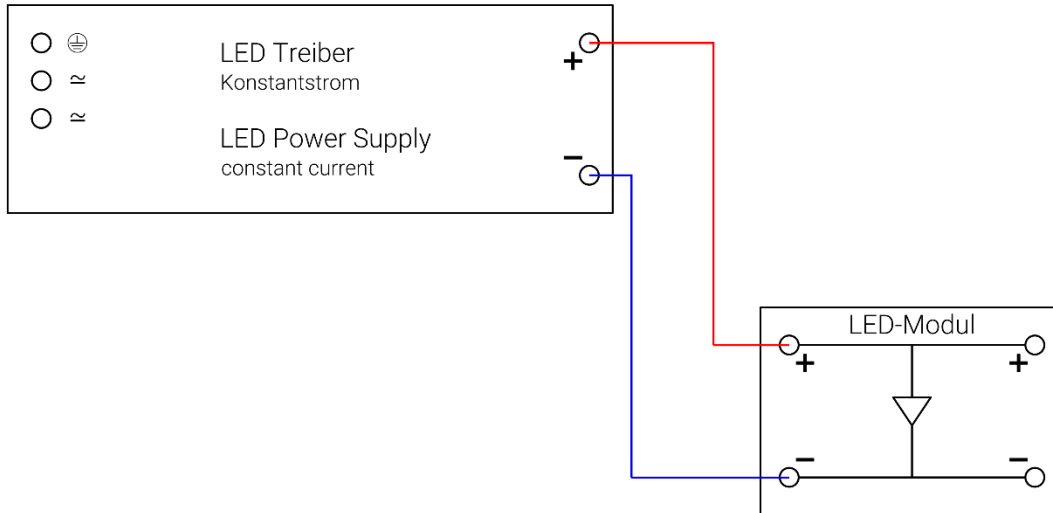 LED Treiber
Konstantstrom
LED Power Supply
constant current
+
−
≃
≃
LED-Modul
+ +
− −